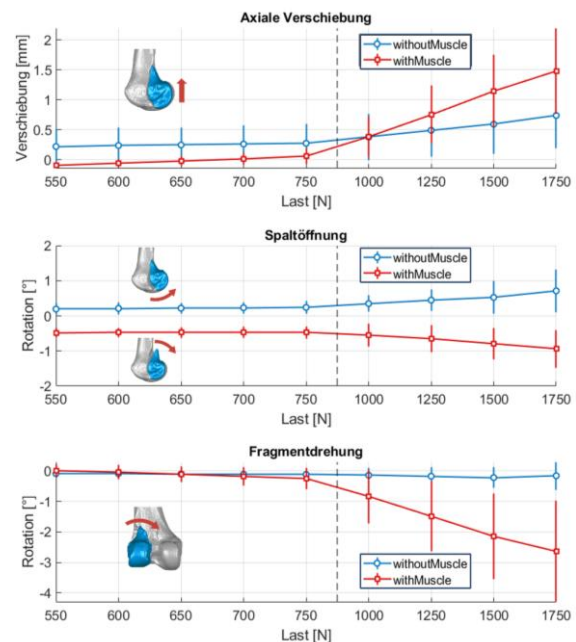 Axiale Verschiebung
Verschiebung [mm]
2
1.5
1
0.5
0
withoutMuscle
withMuscle
550 600 650 700 750 1000 1250 1500 1750
Last [N]
Spaltöffnung
Rotation [°]
2
1
0
-1
-2
withoutMuscle
withMuscle
550 600 650 700 750 1000 1250 1500 1750
Last [N]
Fragmentdrehung
Rotation [°]
0
-1
-2
-3
-4
withoutMuscle
withMuscle
550 600 650 700 750 1000 1250 1500 1750
Last [N]